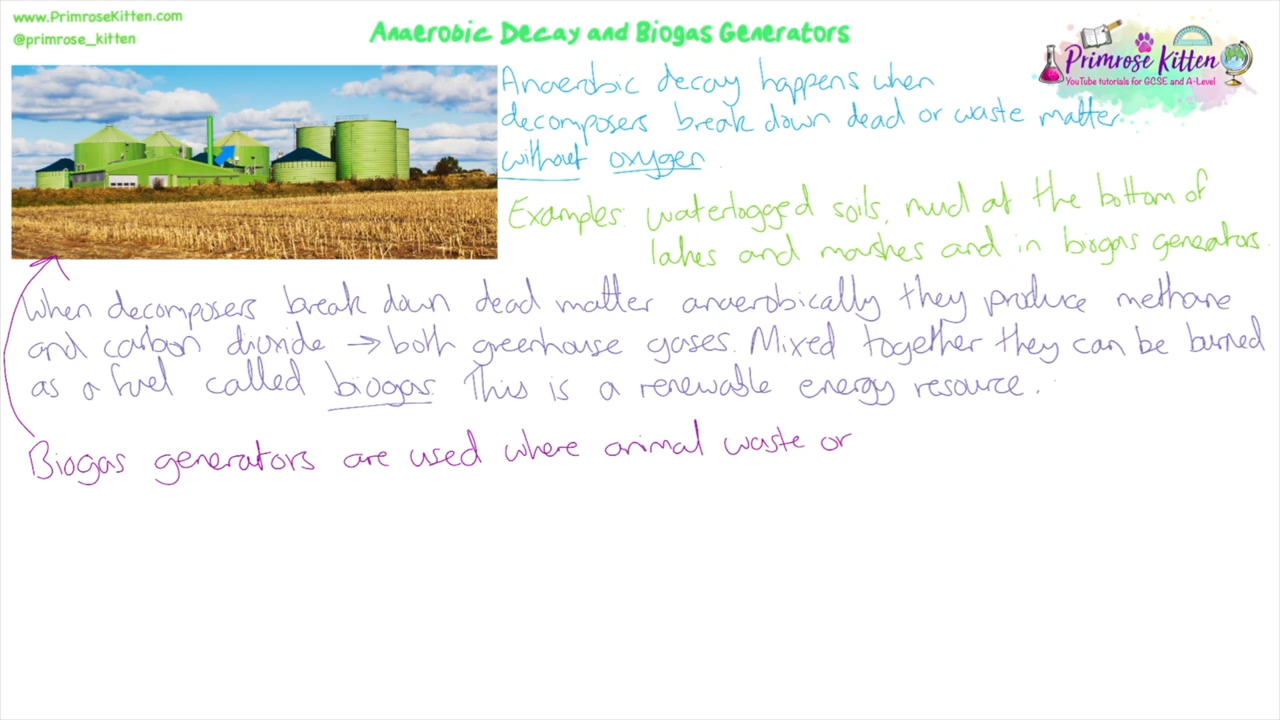 www.PrimroseKitten.com
@primrose_kitten
Anaerobic Decay and Biogas Generators
Primrose Kitten
YouTube tutorials for GCSE and A-Level
Anaerobic decay happens when
decomposers break down dead or waste matter
without oxygen.
Examples: waterlogged soils, mud at the bottom of
lakes and marshes and in biogas generators.
When decomposers break down dead matter anaerobically they produce methane
and carbon dioxide → both greenhouse gases. Mixed together they can be burned
as a fuel called biogas. This is a renewable energy resource.
Biogas generators are used where animal waste or